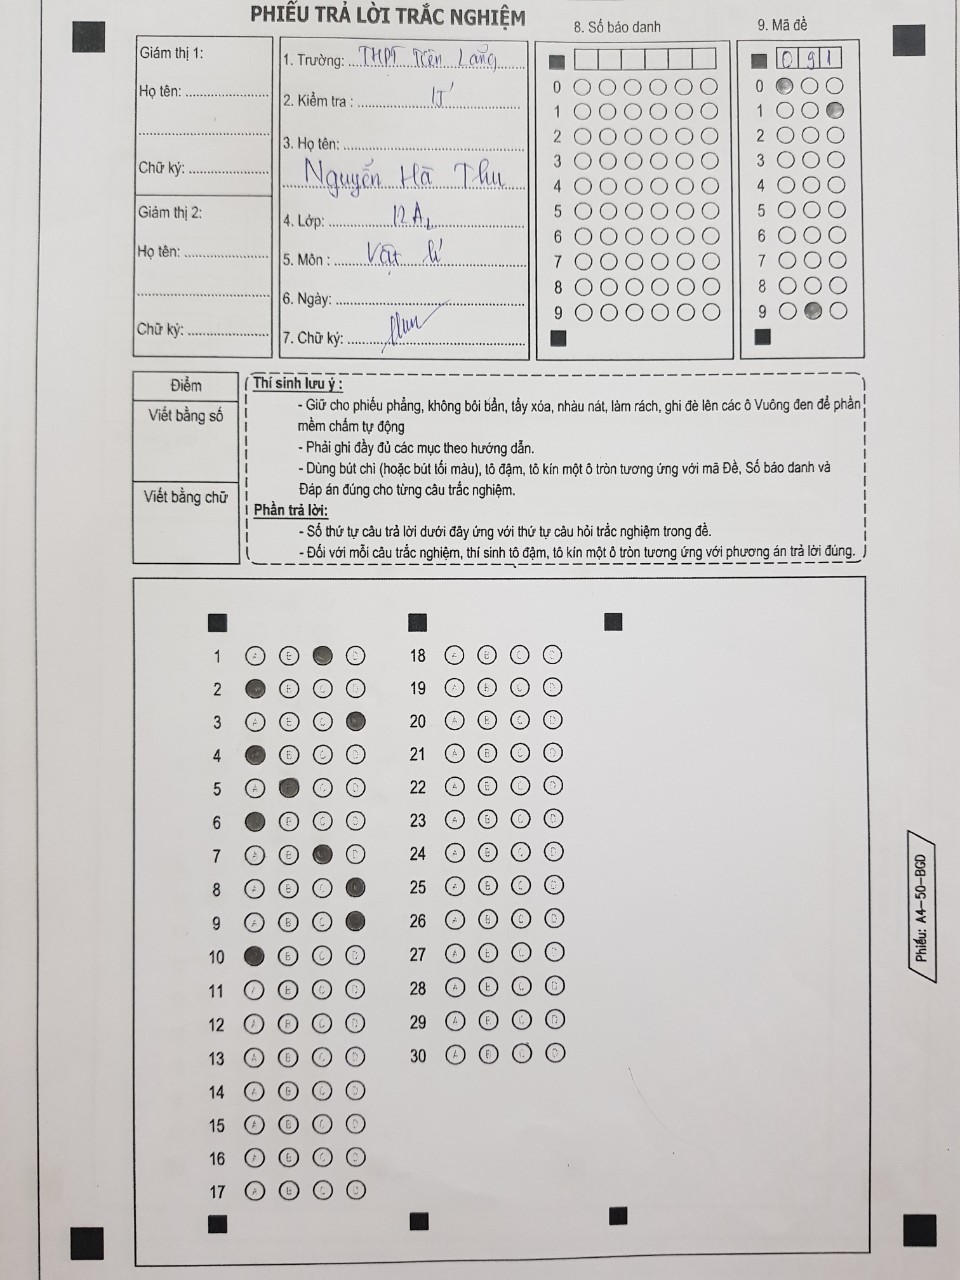 PHIẾU TRẢ LỜI TRẮC NGHIỆM
Giám thị 1:
Họ tên:
Chữ ký:
Giám thị 2:
Họ tên:
Chữ ký:
1. Trường: THPT Tiên Lãng
2. Kiểm tra : 15'
3. Họ tên:
Nguyễn Hà Thu
4. Lớp: 12A
5. Môn : Vật lí
6. Ngày:
7. Chữ ký:
8. Số báo danh
0
1
2
3
4
5
6
7
8
9
9. Mã đề
0 9 1
0
1
2
3
4
5
6
7
8
9
Điểm
Viết bằng số
Viết bằng chữ
Thí sinh lưu ý :
- Giữ cho phiếu phẳng, không bôi bẩn, tẩy xóa, nhàu nát, làm rách, ghi đè lên các ô Vuông đen để phần
mềm chấm tự động
- Phải ghi đầy đủ các mục theo hướng dẫn.
- Dùng bút chì (hoặc bút tối màu), tô đậm, tô kín một ô tròn tương ứng với mã Đề, Số báo danh và
Đáp án đúng cho từng câu trắc nghiệm.
Phần trả lời:
- Số thứ tự câu trả lời dưới đây ứng với thứ tự câu hỏi trắc nghiệm trong đề.
- Đối với mỗi câu trắc nghiệm, thí sinh tô đậm, tô kín một ô tròn tương ứng với phương án trả lời đúng.
1 A B D
2 B C D
3 A B C
4 B C D
5 A C D
6 B C D
7 A B D
8 A B C
9 A B C
10 B C D
11 A B C D
12 A B C D
13 A B C D
14 A B C D
15 A B C D
16 A B C D
17 A B C D
18 A B C D
19 A B C D
20 A B C D
21 A B C D
22 A B C D
23 A B C D
24 A B C D
25 A B C D
26 A B C D
27 A B C D
28 A B C D
29 A B C D
30 A B C D
Phiếu: A4-50-BGD